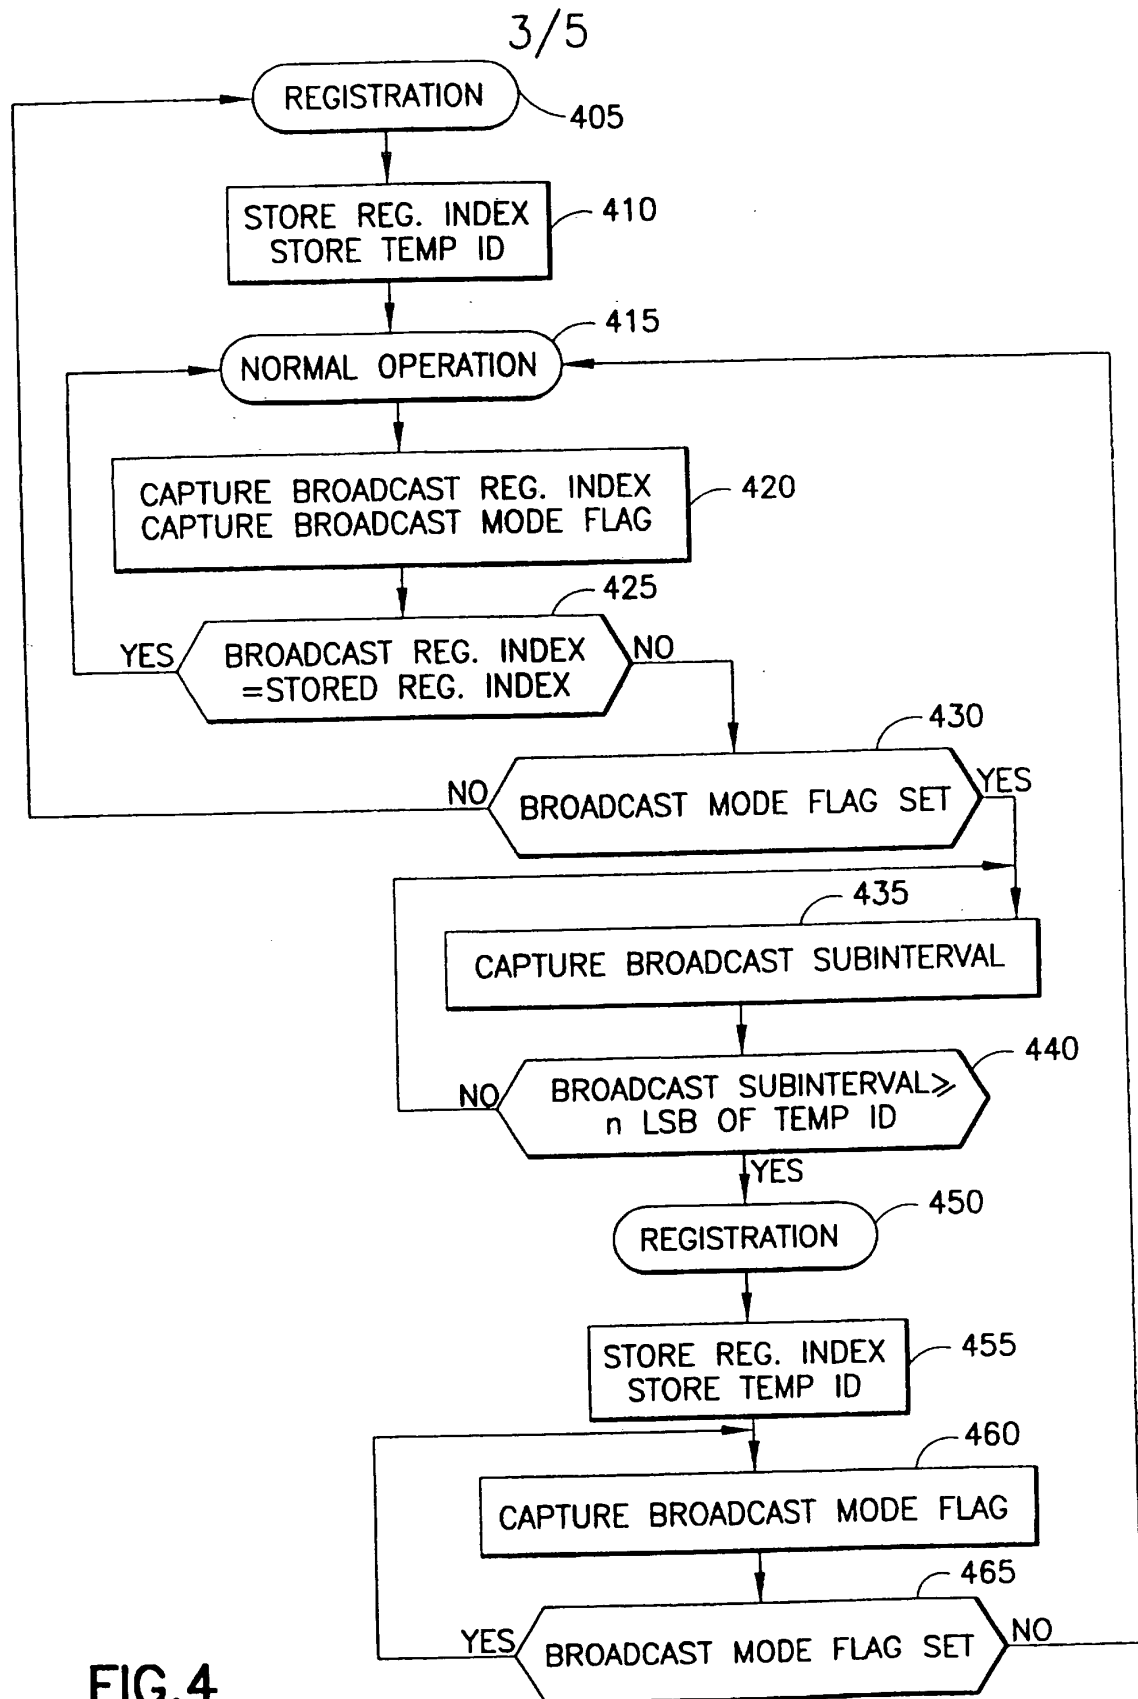 3/5
REGISTRATION
405
STORE REG. INDEX
STORE TEMP ID
410
415
NORMAL OPERATION
CAPTURE BROADCAST REG. INDEX
CAPTURE BROADCAST MODE FLAG
420
425
YES
BROADCAST REG. INDEX
=STORED REG. INDEX
NO
430
NO
BROADCAST MODE FLAG SET
YES
435
CAPTURE BROADCAST SUBINTERVAL
440
NO
BROADCAST SUBINTERVAL⩾
n LSB OF TEMP ID
YES
450
REGISTRATION
STORE REG. INDEX
STORE TEMP ID
455
460
CAPTURE BROADCAST MODE FLAG
465
YES
BROADCAST MODE FLAG SET
NO
FIG.4